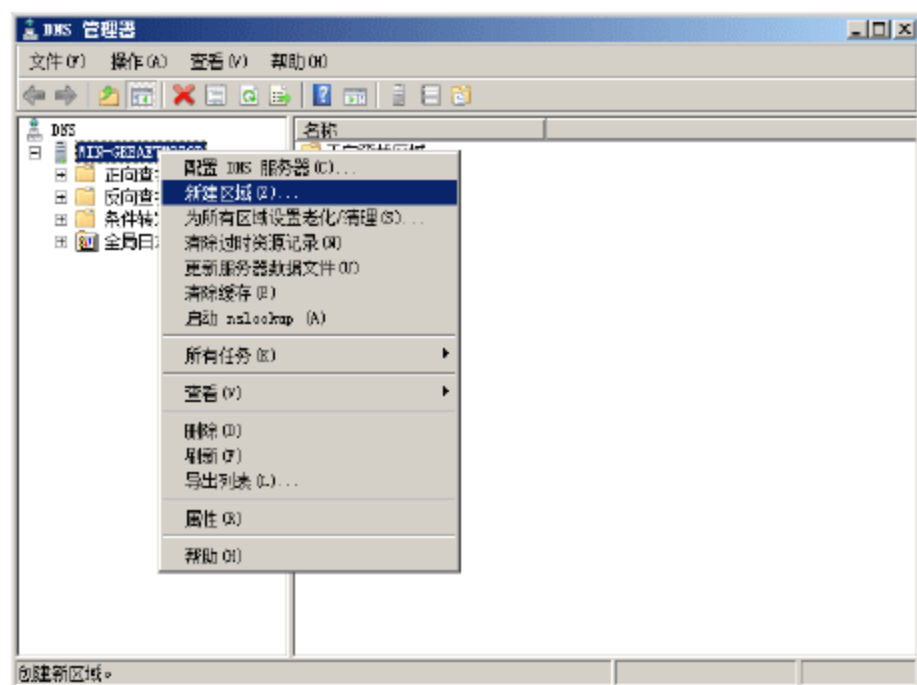 DNS 管理器
文件(F) 操作(A) 查看(V) 帮助(H)
DNS
名称
正向查
反向查
条件转
全局日
配置 DNS 服务器(C)...
新建区域(Z)...
为所有区域设置老化/清理(S)...
清除过时资源记录(N)
更新服务器数据文件(U)
清除缓存(E)
启动 nslookup (A)
所有任务(K)
查看(V)
删除(D)
刷新(F)
导出列表(L)...
属性(R)
帮助(H)
创建新区域。